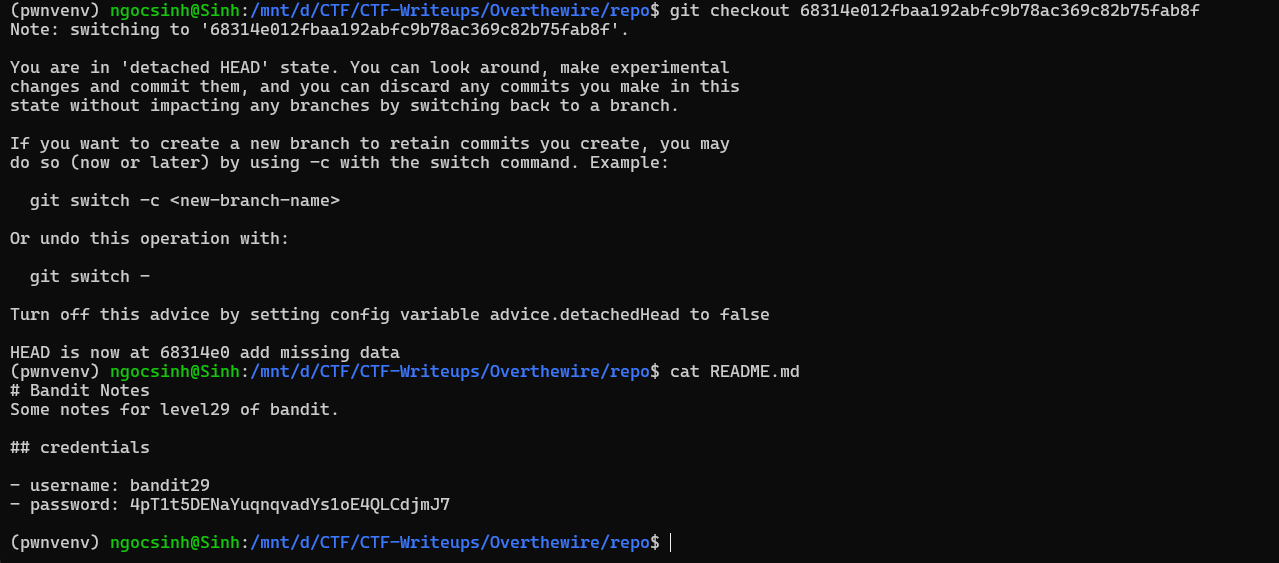 (pwnvenv) ngocsinh@Sinh:/mnt/d/CTF/CTF-Writeups/Overthewire/repo$ git checkout 68314e012fbaa192abfc9b78ac369c82b75fab8f
Note: switching to '68314e012fbaa192abfc9b78ac369c82b75fab8f'.

You are in 'detached HEAD' state. You can look around, make experimental
changes and commit them, and you can discard any commits you make in this
state without impacting any branches by switching back to a branch.

If you want to create a new branch to retain commits you create, you may
do so (now or later) by using -c with the switch command. Example:

  git switch -c <new-branch-name>

Or undo this operation with:

  git switch -

Turn off this advice by setting config variable advice.detachedHead to false

HEAD is now at 68314e0 add missing data
(pwnvenv) ngocsinh@Sinh:/mnt/d/CTF/CTF-Writeups/Overthewire/repo$ cat README.md
# Bandit Notes
Some notes for level29 of bandit.

## credentials

- username: bandit29
- password: 4pT1t5DENaYuqnqvadYs1oE4QLCdjmJ7

(pwnvenv) ngocsinh@Sinh:/mnt/d/CTF/CTF-Writeups/Overthewire/repo$